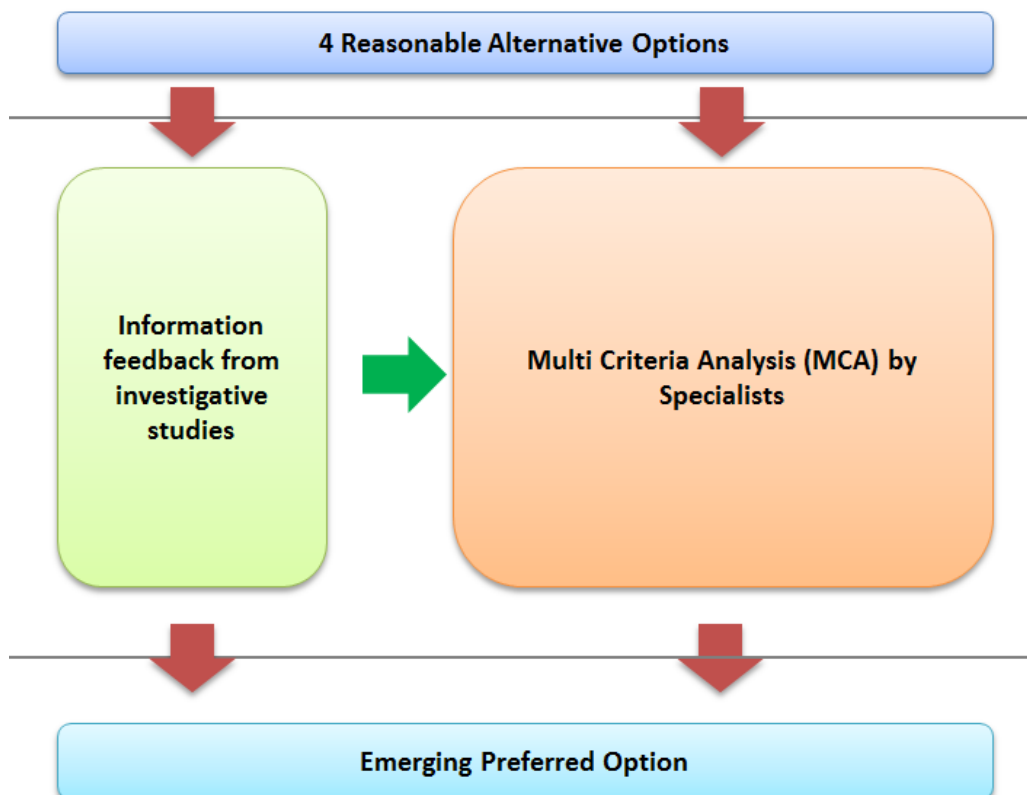 4 Reasonable Alternative Options
Information
feedback from
investigative
studies
Multi Criteria Analysis (MCA) by
Specialists
Emerging Preferred Option